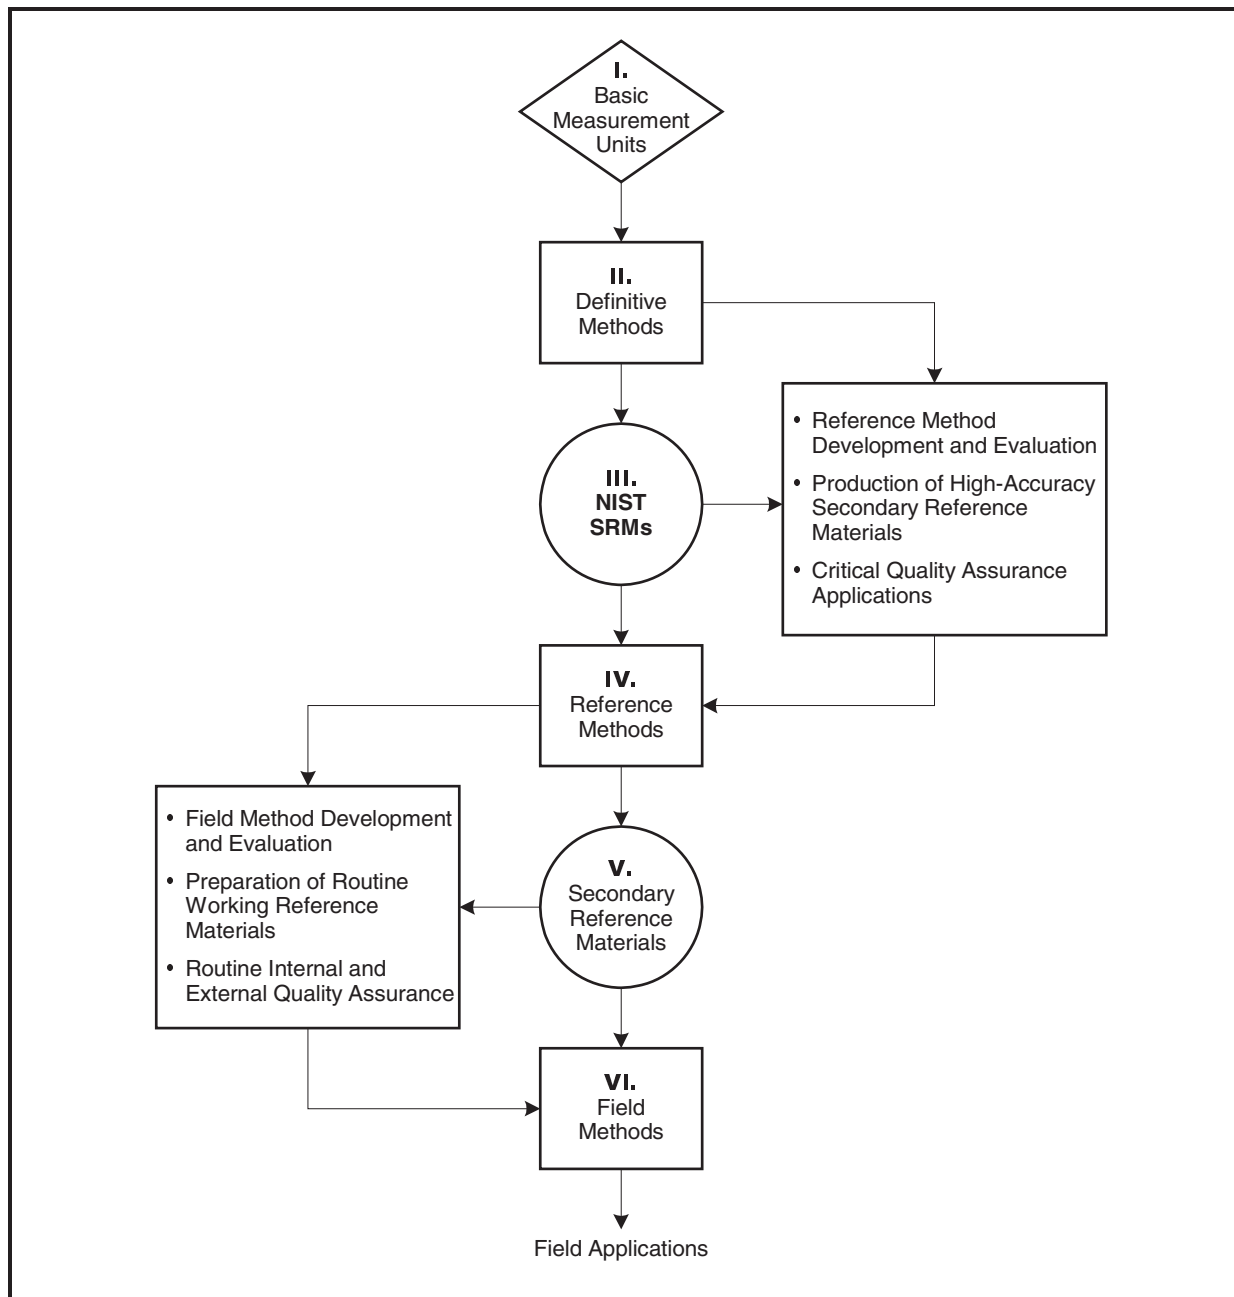 I.
Basic
Measurement
Units
II.
Definitive
Methods
• Reference Method
Development and Evaluation
• Production of High-Accuracy
Secondary Reference
Materials
• Critical Quality Assurance
Applications
III.
NIST
SRMs
IV.
Reference
Methods
• Field Method Development
and Evaluation
• Preparation of Routine
Working Reference
Materials
• Routine Internal and
External Quality Assurance
V.
Secondary
Reference
Materials
VI.
Field
Methods
Field Applications